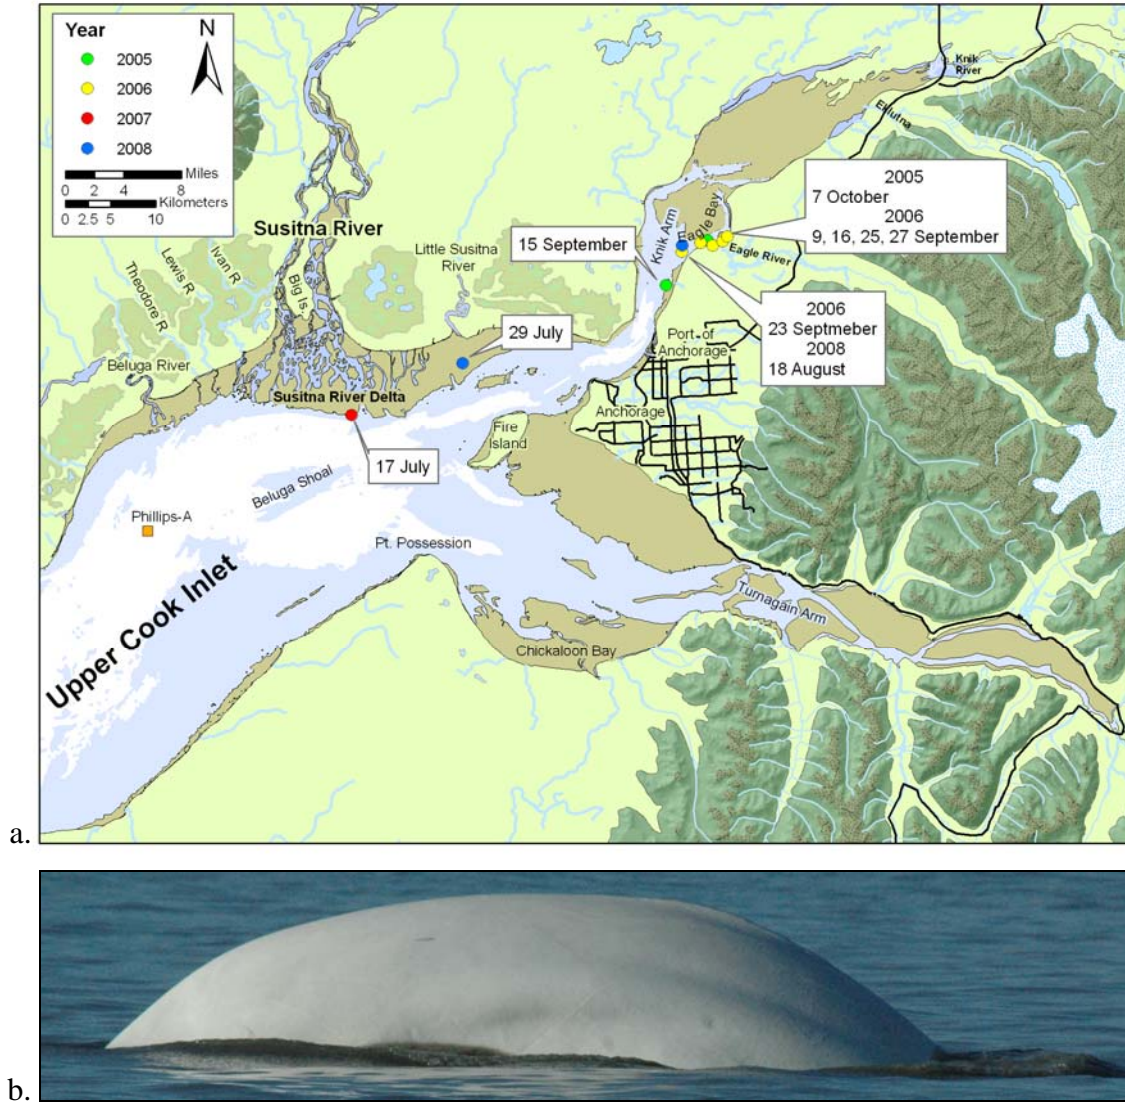 Year
N
2005
2006
2007
2008
Miles
0 2 4 8
Kilometers
0 2.5 5 10
Knik
River
Eklutna
2005
7 October
2006
9, 16, 25, 27 September
Susitna River
Knik Arm
Eagle Bay
15 September
Eagle River
Little Susitna
River
Ivan R
Lewis R
Theodore R
Big Is.
2006
23 Septmeber
2008
18 August
29 July
Port of
Anchorage
Beluga River
Susitna River Delta
Anchorage
Fire
Island
17 July
Beluga Shoal
Phillips-A
Pt. Possession
Upper Cook Inlet
Turnagain Arm
Chickaloon Bay
a.
b.